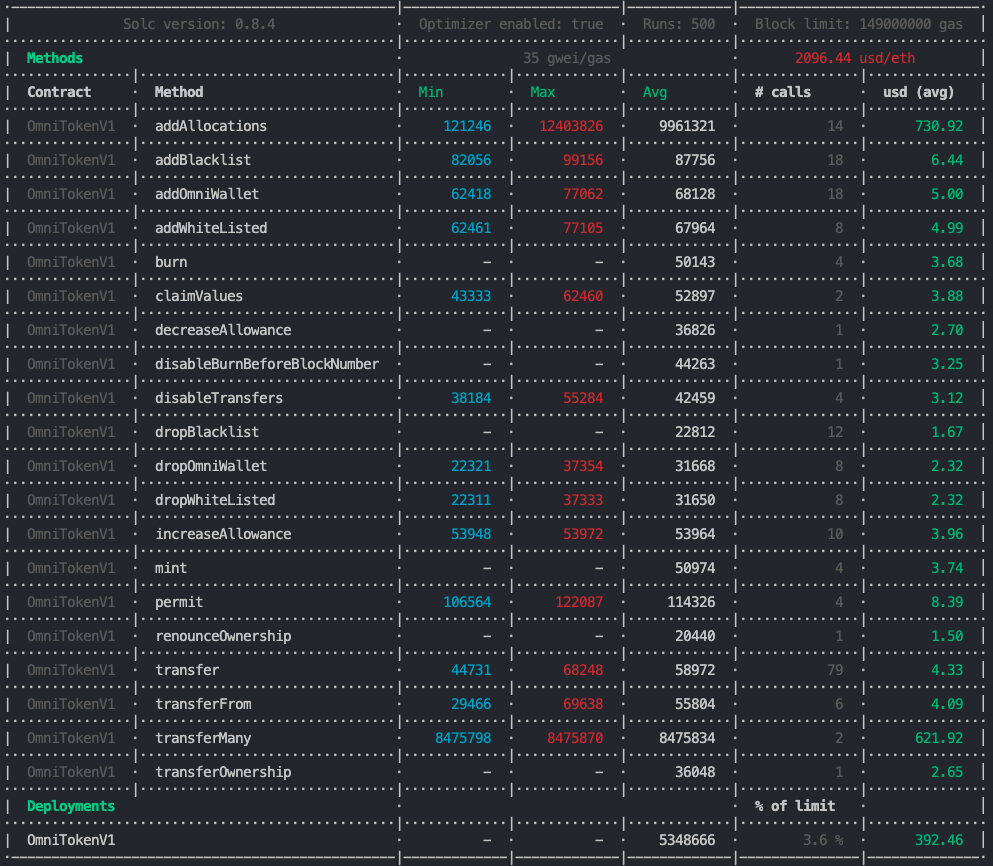 Solc version: 0.8.4 Optimizer enabled: true Runs: 500 Block limit: 149000000 gas
Methods 35 gwei/gas 2096.44 usd/eth
Contract Method Min Max Avg # calls usd (avg)
OmniTokenV1 addAllocations 121246 12403826 9961321 14 730.92
OmniTokenV1 addBlacklist 82056 99156 87756 18 6.44
OmniTokenV1 addOmniWallet 62418 77062 68128 18 5.00
OmniTokenV1 addWhiteListed 62461 77105 67964 8 4.99
OmniTokenV1 burn – – 50143 4 3.68
OmniTokenV1 claimValues 43333 62460 52897 2 3.88
OmniTokenV1 decreaseAllowance – – 36826 1 2.70
OmniTokenV1 disableBurnBeforeBlockNumber – – 44263 1 3.25
OmniTokenV1 disableTransfers 38184 55284 42459 4 3.12
OmniTokenV1 dropBlacklist – – 22812 12 1.67
OmniTokenV1 dropOmniWallet 22321 37354 31668 8 2.32
OmniTokenV1 dropWhiteListed 22311 37333 31650 8 2.32
OmniTokenV1 increaseAllowance 53948 53972 53964 10 3.96
OmniTokenV1 mint – – 50974 4 3.74
OmniTokenV1 permit 106564 122087 114326 4 8.39
OmniTokenV1 renounceOwnership – – 20440 1 1.50
OmniTokenV1 transfer 44731 68248 58972 79 4.33
OmniTokenV1 transferFrom 29466 69638 55804 6 4.09
OmniTokenV1 transferMany 8475798 8475870 8475834 2 621.92
OmniTokenV1 transferOwnership – – 36048 1 2.65
Deployments % of limit
OmniTokenV1 – – 5348666 3.6 % 392.46